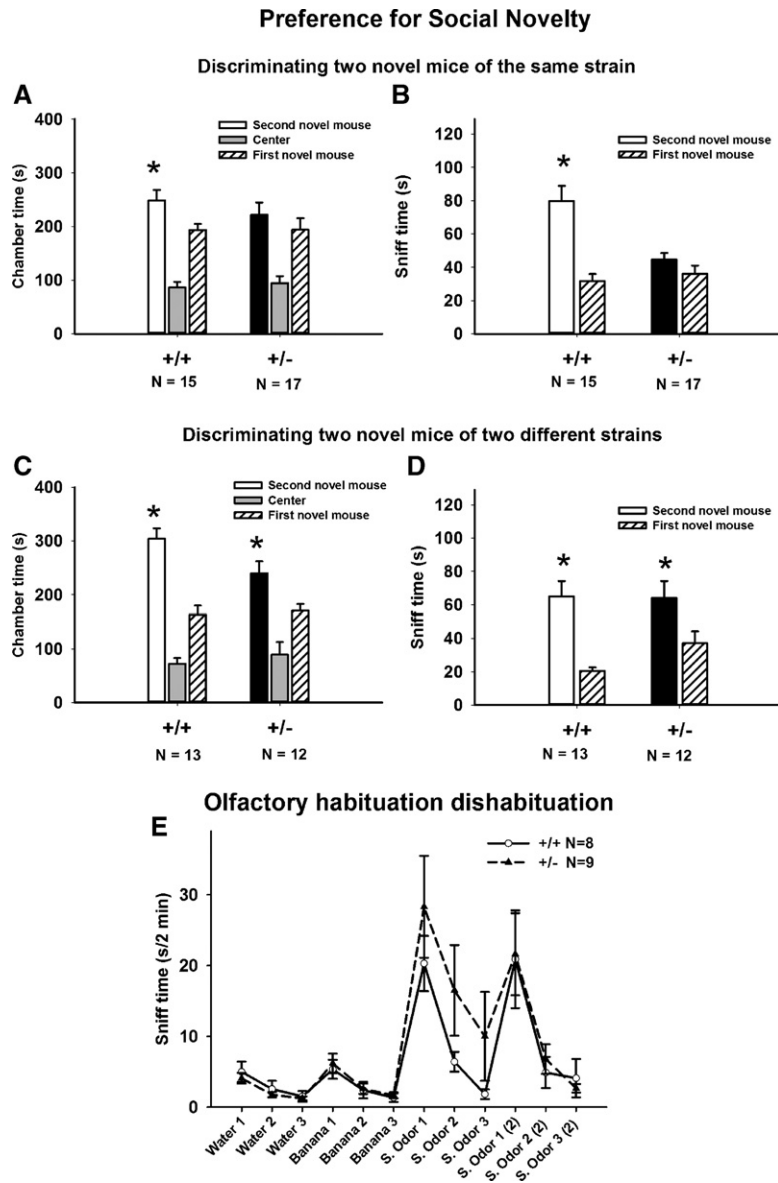 Preference for Social Novelty
Discriminating two novel mice of the same strain
A
Chamber time (s)
400
300
200
100
0
Second novel mouse
Center
First novel mouse
*
+/+
+/-
N = 15
N = 17
B
Sniff time (s)
120
100
80
60
40
20
0
Second novel mouse
First novel mouse
*
+/+
+/-
N = 15
N = 17
Discriminating two novel mice of two different strains
C
Chamber time (s)
400
300
200
100
0
Second novel mouse
Center
First novel mouse
*
*
+/+
+/-
N = 13
N = 12
D
Sniff time (s)
120
100
80
60
40
20
0
Second novel mouse
First novel mouse
*
*
+/+
+/-
N = 13
N = 12
Olfactory habituation dishabituation
E
+/+ N=8
+/- N=9
Sniff time (s/2 min)
30
20
10
0
Water 1
Water 2
Water 3
Banana 1
Banana 2
Banana 3
S. Odor 1
S. Odor 2
S. Odor 3
S. Odor 1 (2)
S. Odor 2 (2)
S. Odor 3 (2)